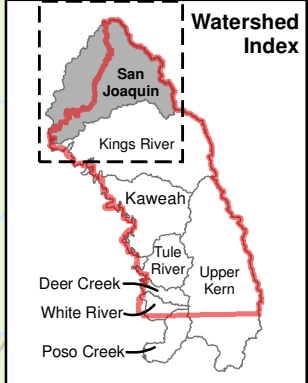 Watershed
Index
San
Joaquin
Kings River
Kaweah
Tule
River
Upper
Kern
Deer Creek
White River
Poso Creek